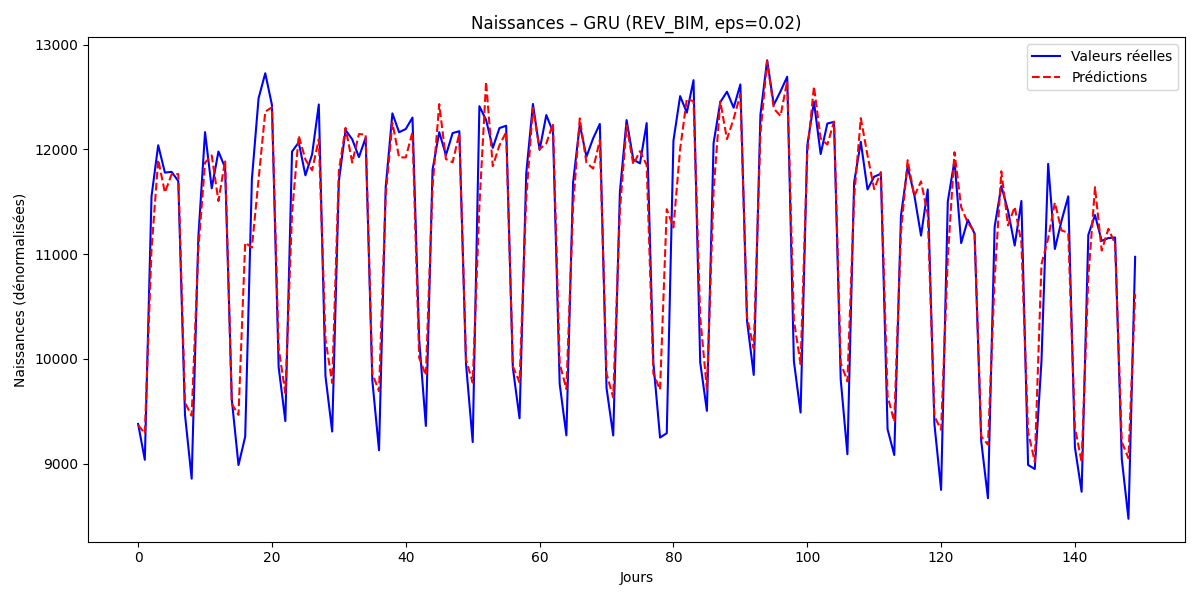 Naissances – GRU (REV_BIM, eps=0.02)
Valeurs réelles
Prédictions
Naissances (dénormalisées)
13000
12000
11000
10000
9000
0 20 40 60 80 100 120 140
Jours